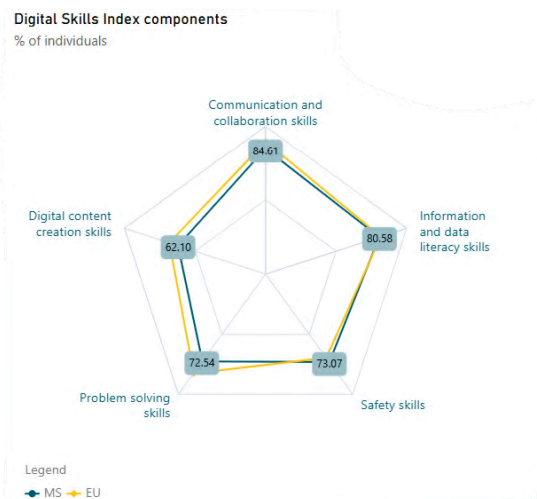 Digital Skills Index components
% of individuals
Communication and
collaboration skills
84.61
Digital content
creation skills
62.10
Information
and data
literacy skills
80.58
72.54
73.07
Problem solving
skills
Safety skills
Legend
MS EU